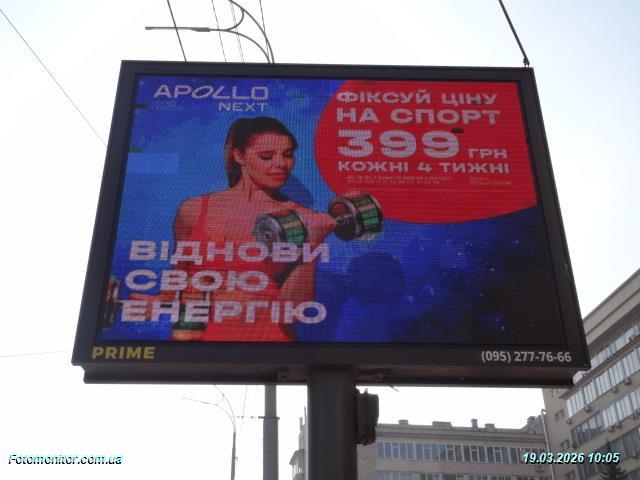 APOLLO
NEXT
ФІКСУЙ ЦІНУ
НА СПОРТ
399 ГРН
КОЖНІ 4 ТИЖНІ
ВІДНОВИ
СВОЮ
ЕНЕРГІЮ
PRIME
(095) 277-76-66
Fotomonitor.com.ua
19.03.2026 10:05